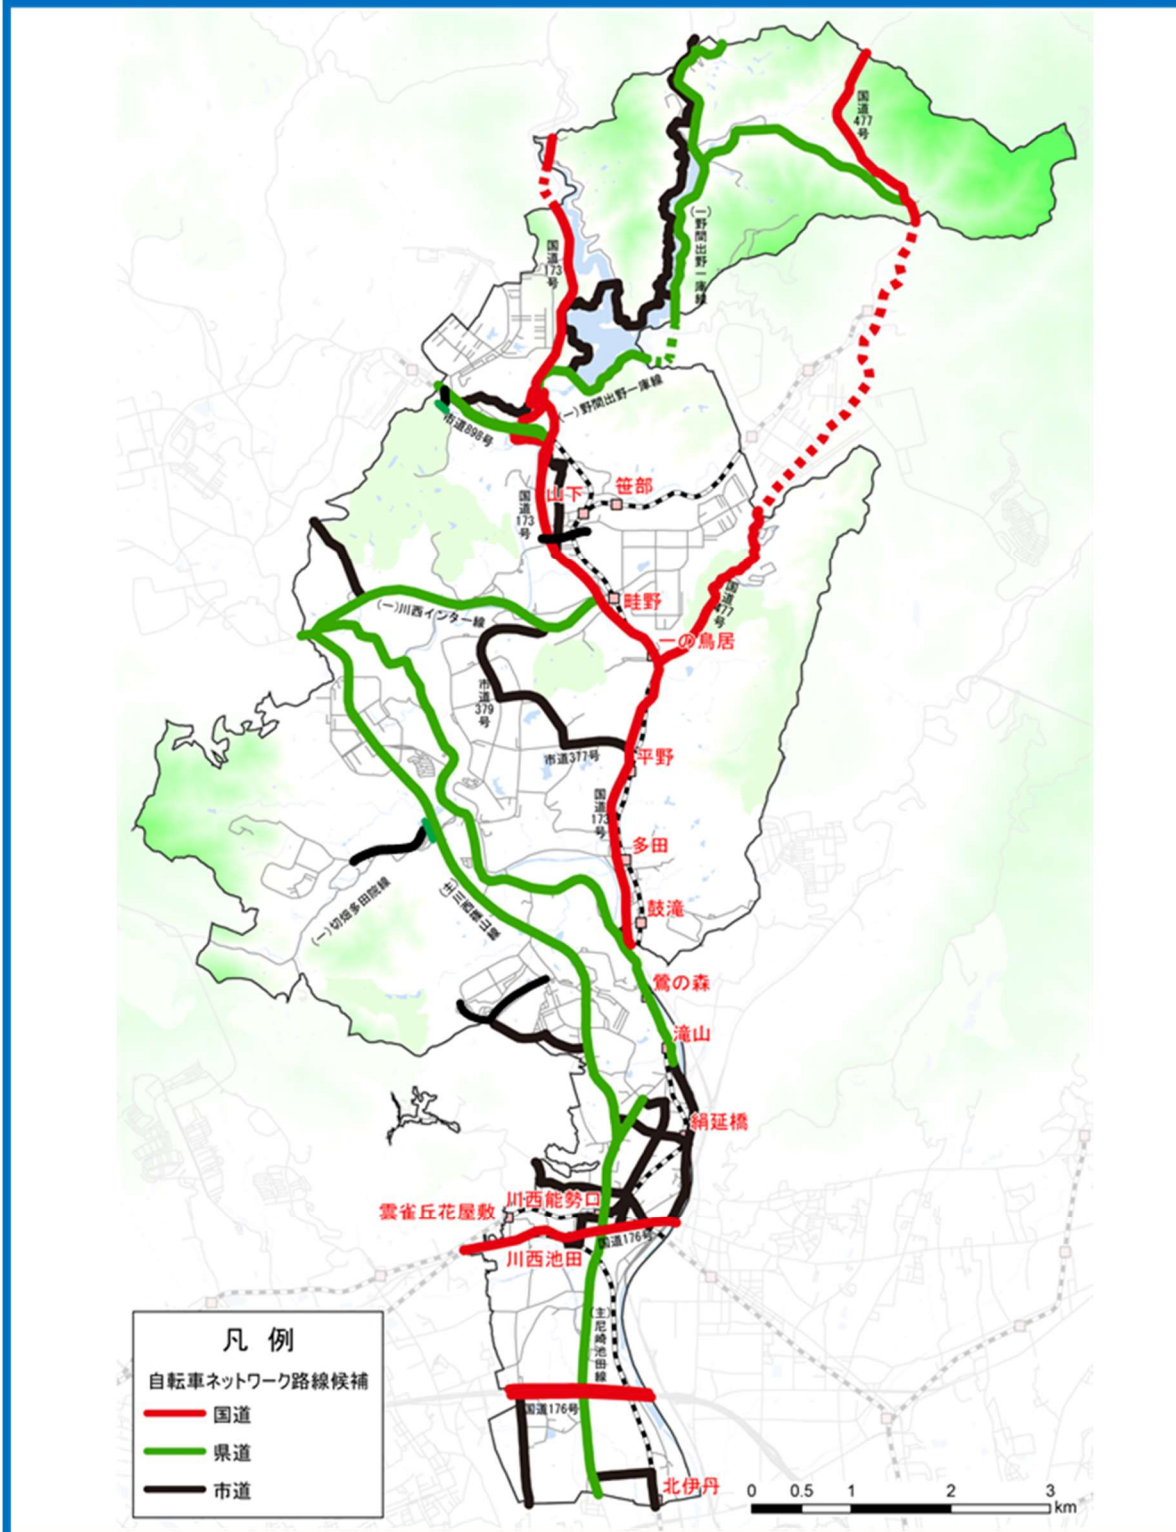 国道477号
(一)野間出野一庫線
国道173号
(一)野間出野一庫線
市道898号
笹部
山下
国道173号
畦野
国道477号
(一)川西インター線
一の鳥居
市道379号
平野
市道377号
国道173号
多田
(一)切畑多田院線
(主)川西篠山線
鼓滝
鶯の森
滝山
絹延橋
川西能勢口
雲雀丘花屋敷
国道176号
川西池田
(主)尼崎池田線
国道176号
北伊丹
凡 例
自転車ネットワーク路線候補
国道
県道
市道
0 0.5 1 2 3
km